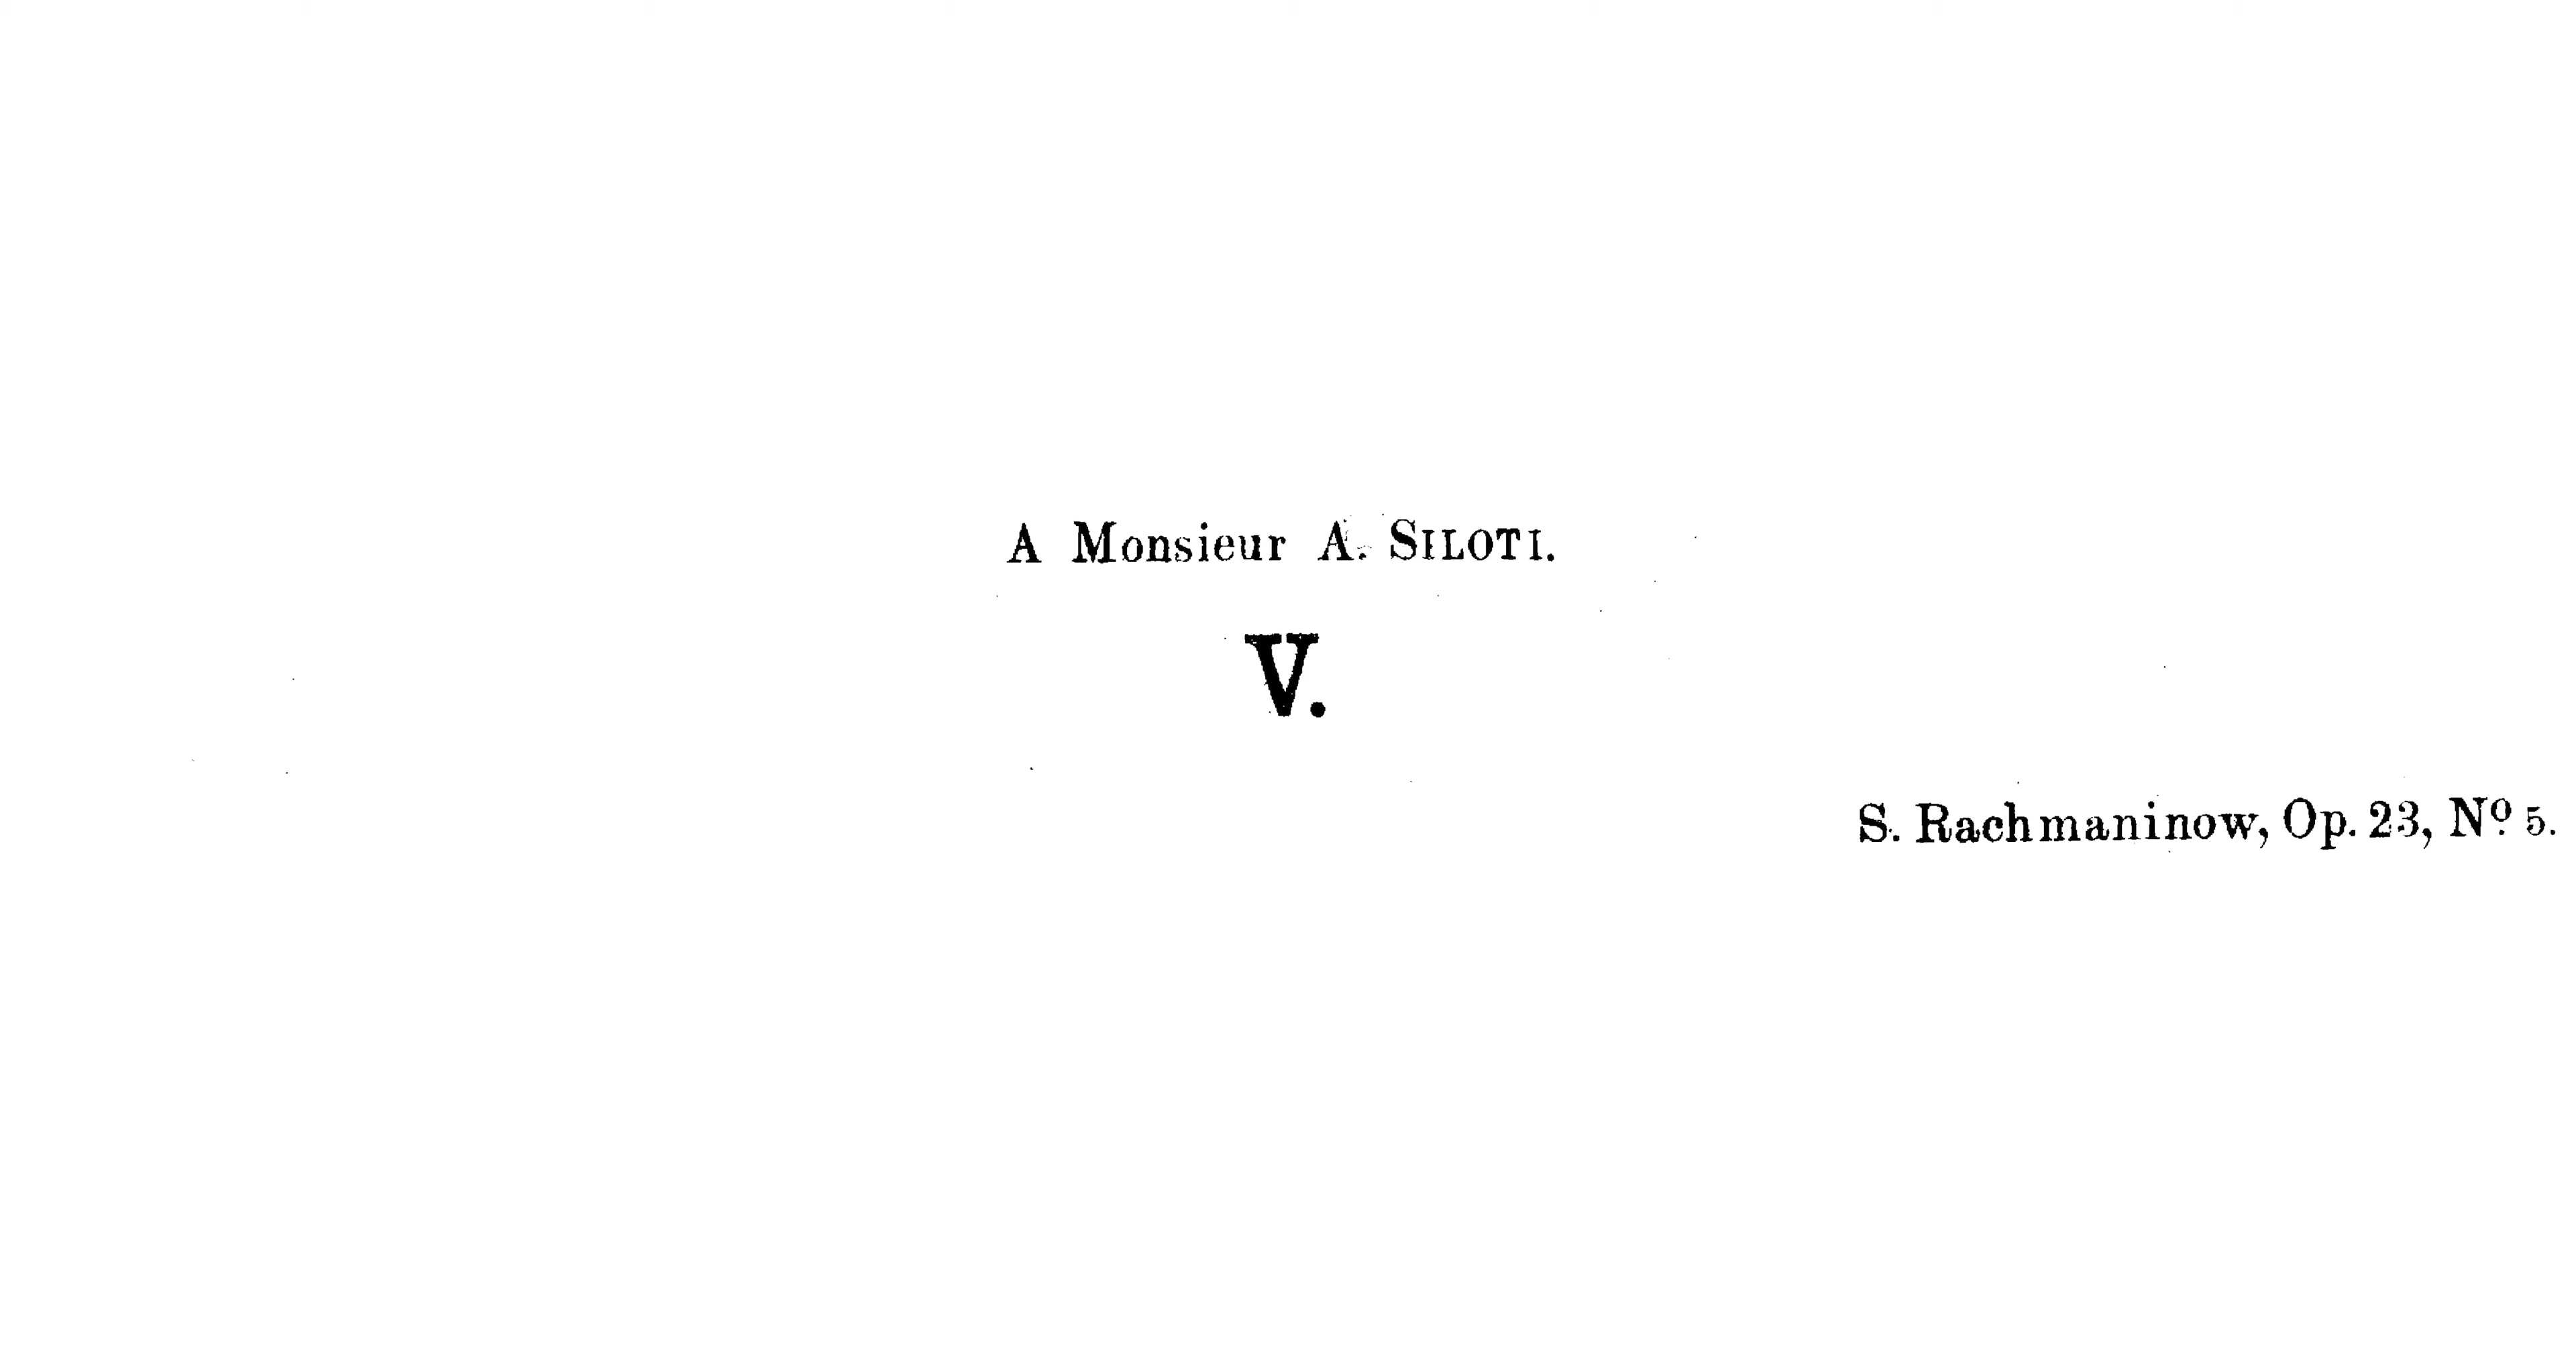 A Monsieur A. SILOTI.
V.
S. Rachmaninow, Op. 23, Nº 5.